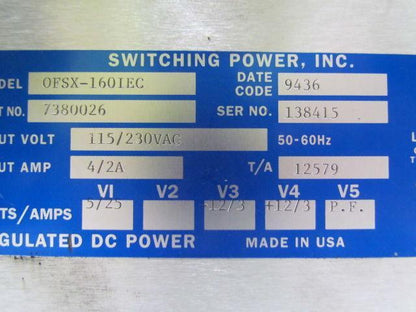 SWITCHING POWER, INC.
DEL OFSX-160IEC DATE CODE 9436
T NO. 7380026 SER NO. 138415
UT VOLT 115/230VAC 50-60Hz
UT AMP 4/2A T/A 12579
V1 V2 V3 V4 V5
TS/AMPS 5/25 -12/3 +12/3 P.F.
GULATED DC POWER MADE IN USA